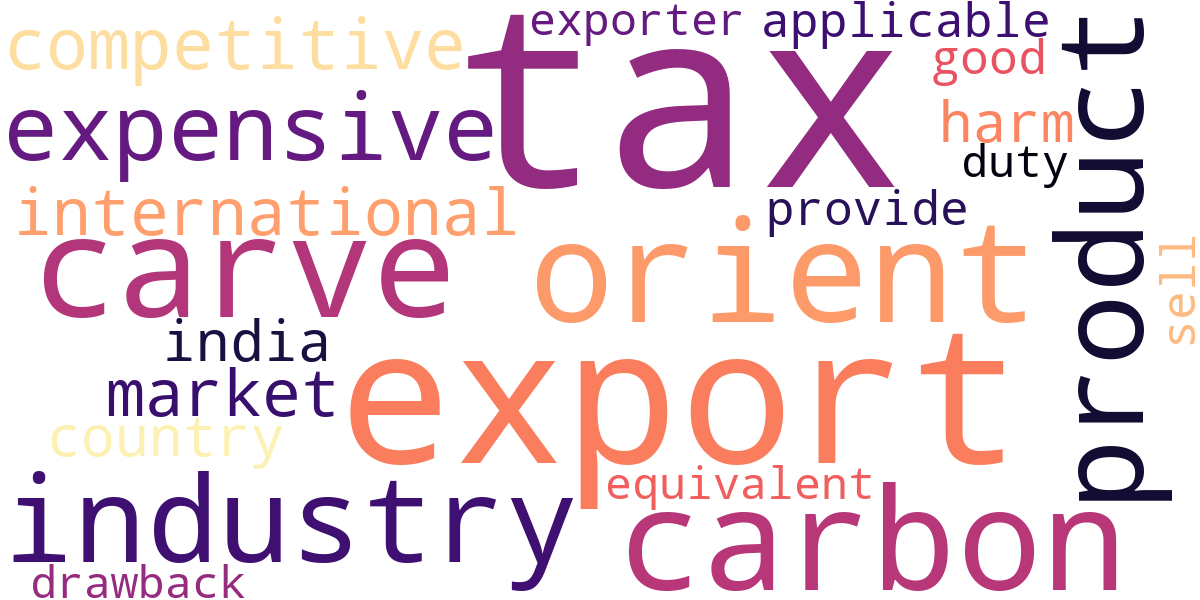 competitive
tax
exporter
applicable
good
product
expensive
harm
duty
international
provide
carve
orient
sell
india
export
market
country
industry
equivalent
carbon
drawback